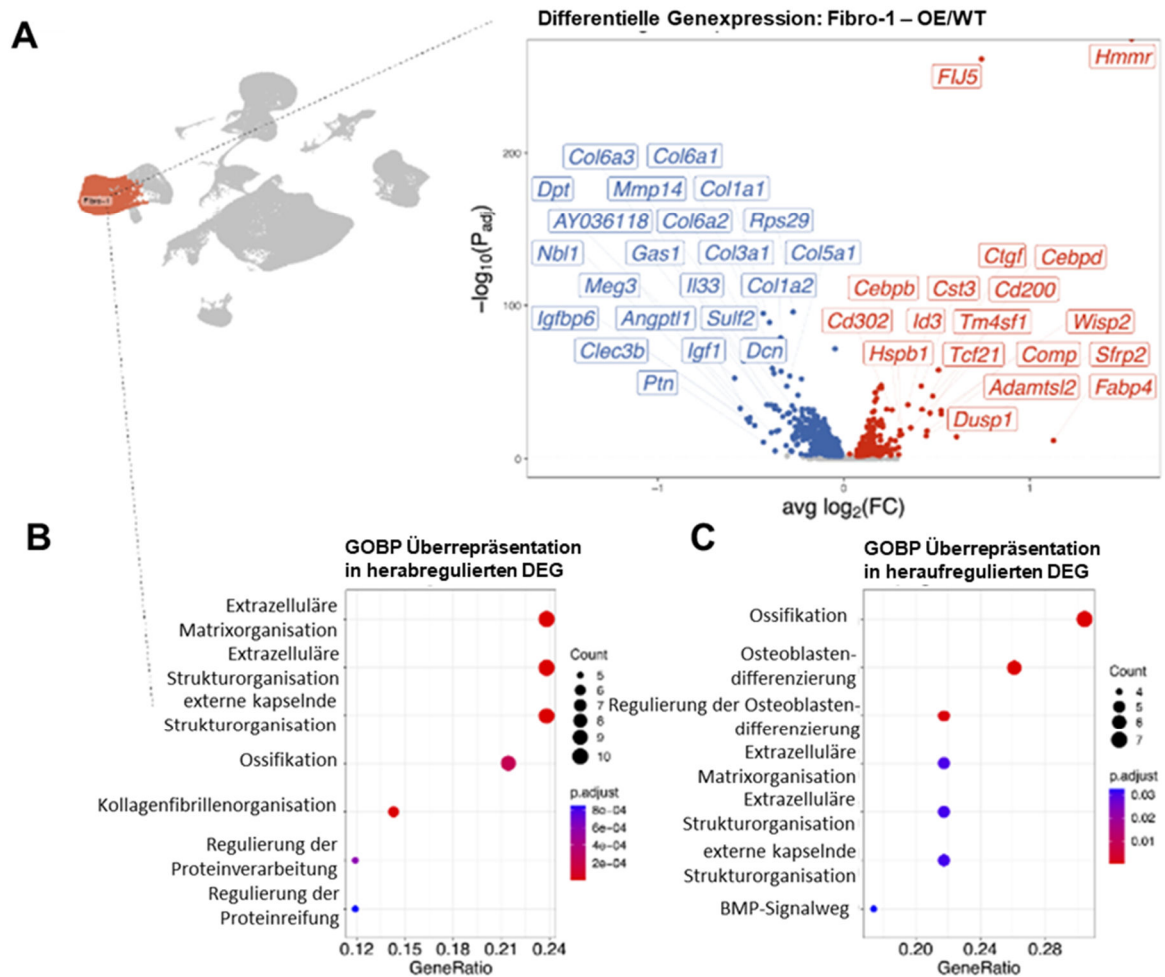 A
Differentielle Genexpression: Fibro-1 – OE/WT
Fibro-1
Hmmr
FIJ5
200
Col6a3 Col6a1
Dpt Mmp14 Col1a1
AY036118 Col6a2 Rps29
Nbl1 Gas1 Col3a1 Col5a1
Ctgf Cebpd
Meg3 Il33 Col1a2
Cebpb Cst3 Cd200
100
Igfbp6 Angptl1 Sulf2
Cd302 Id3 Tm4sf1 Wisp2
Clec3b Igf1 Dcn
Hspb1 Tcf21 Comp Sfrp2
Ptn
Adamtsl2 Fabp4
Dusp1
0
−log10(Padj)
−1 0 1
avg log2(FC)
B
GOBP Überrepräsentation
in herabregulierten DEG
Extrazelluläre
Matrixorganisation
Extrazelluläre
Strukturorganisation
externe kapselnde
Strukturorganisation
Ossifikation
Kollagenfibrillenorganisation
Regulierung der
Proteinverarbeitung
Regulierung der
Proteinreifung
0.12 0.15 0.18 0.21 0.24
GeneRatio
Count
5
6
7
8
9
10
p.adjust
8e−04
6e−04
4e−04
2e−04
C
GOBP Überrepräsentation
in heraufregulierten DEG
Ossifikation
Osteoblasten-
differenzierung
Regulierung der Osteoblasten-
differenzierung
Extrazelluläre
Matrixorganisation
Extrazelluläre
Strukturorganisation
externe kapselnde
Strukturorganisation
BMP-Signalweg
0.20 0.24 0.28
GeneRatio
Count
4
5
6
7
p.adjust
0.03
0.02
0.01